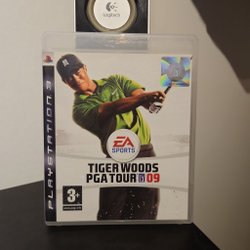 Logitech
PLAYSTATION 3
EA
SPORTS
TIGER WOODS
PGA TOUR 09
3+